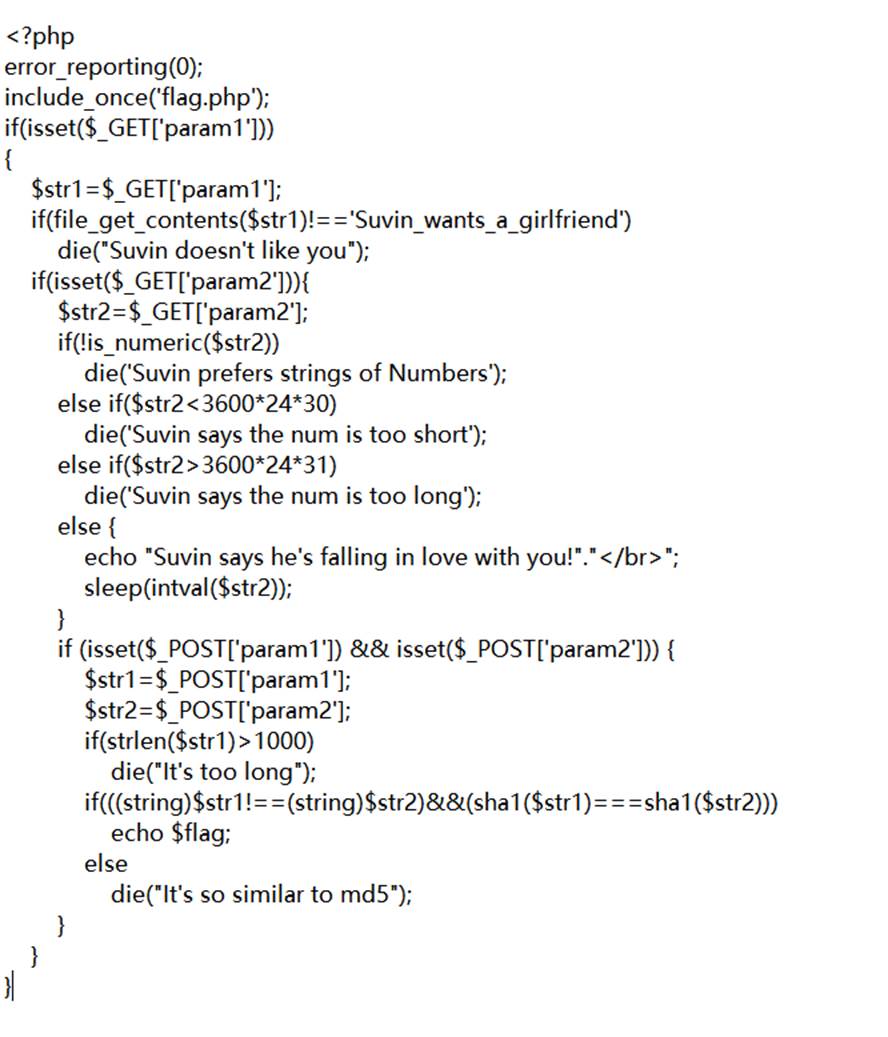 <?php
error_reporting(0);
include_once('flag.php');
if(isset($_GET['param1']))
{
    $str1=$_GET['param1'];
    if(file_get_contents($str1)!=='Suvin_wants_a_girlfriend')
        die("Suvin doesn't like you");
    if(isset($_GET['param2'])){
        $str2=$_GET['param2'];
        if(!is_numeric($str2))
            die('Suvin prefers strings of Numbers');
        else if($str2<3600*24*30)
            die('Suvin says the num is too short');
        else if($str2>3600*24*31)
            die('Suvin says the num is too long');
        else {
            echo "Suvin says he's falling in love with you!"."</br>";
            sleep(intval($str2));
        }
        if (isset($_POST['param1']) && isset($_POST['param2'])) {
            $str1=$_POST['param1'];
            $str2=$_POST['param2'];
            if(strlen($str1)>1000)
                die("It's too long");
            if(((string)$str1!==(string)$str2)&&(sha1($str1)===sha1($str2)))
                echo $flag;
            else
                die("It's so similar to md5");
        }
    }
}